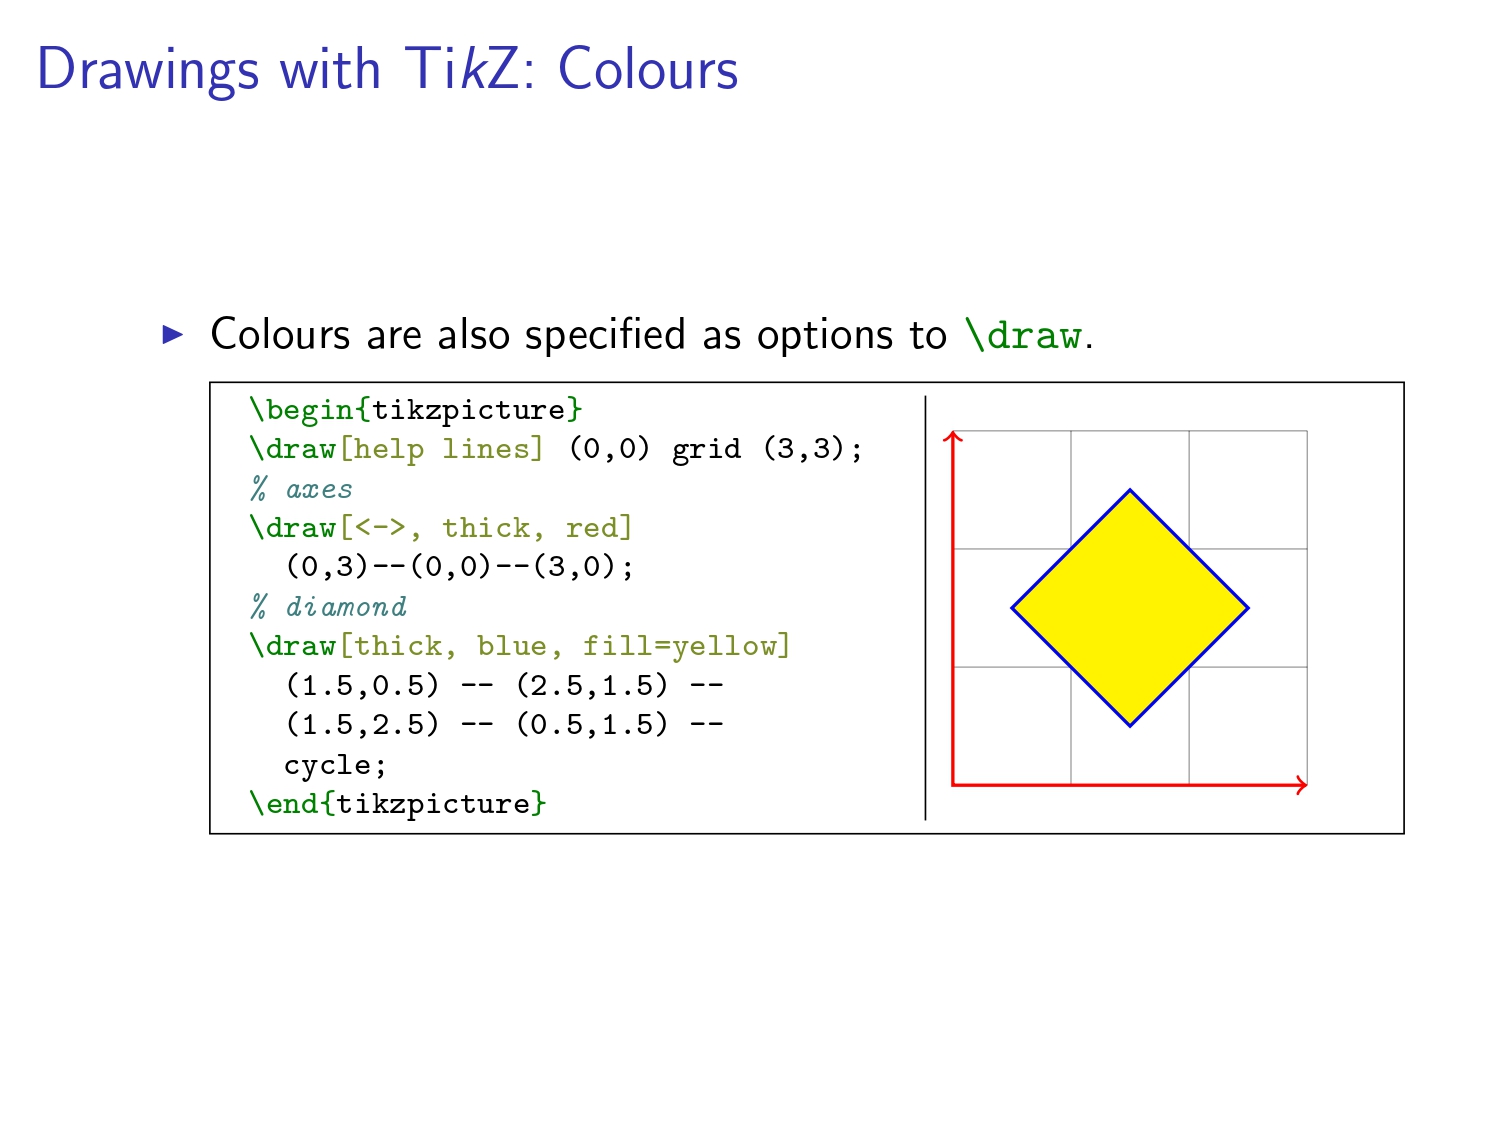 Drawings with TikZ: Colours
▶ Colours are also specified as options to \draw.
\begin{tikzpicture}
\draw[help lines] (0,0) grid (3,3);
% axes
\draw[<->, thick, red]
  (0,3)--(0,0)--(3,0);
% diamond
\draw[thick, blue, fill=yellow]
  (1.5,0.5) -- (2.5,1.5) --
  (1.5,2.5) -- (0.5,1.5) --
  cycle;
\end{tikzpicture}